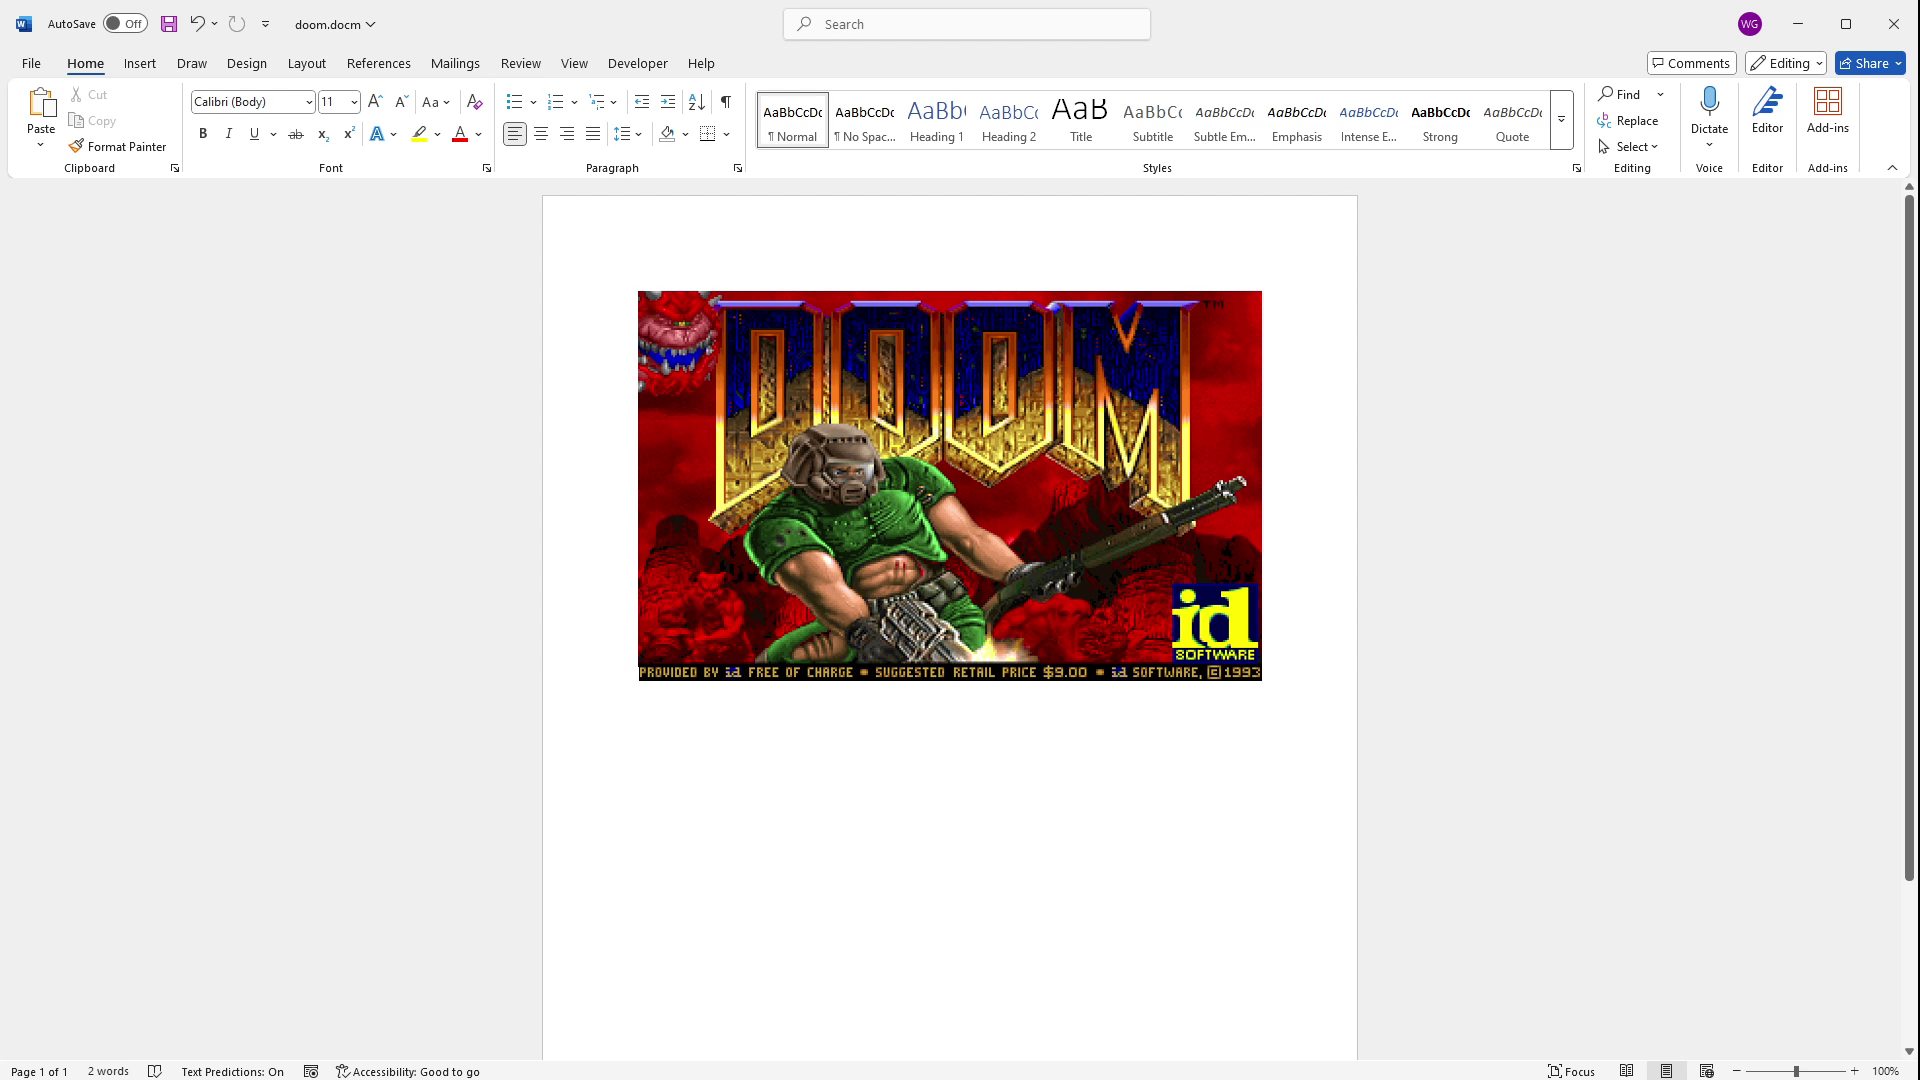 AutoSave Off doom.docm Search WG
File Home Insert Draw Design Layout References Mailings Review View Developer Help Comments Editing Share
Paste Cut Copy Format Painter Clipboard
Calibri (Body) 11 Font
Paragraph
AaBbCcDc ¶ Normal
AaBbCcDc ¶ No Spac...
AaBb( Heading 1
AaBbC( Heading 2
AaB Title
AaBbC( Subtitle
AaBbCcDc Subtle Em...
AaBbCcDc Emphasis
AaBbCcDc Intense E...
AaBbCcDc Strong
AaBbCcDc Quote
Styles
Find Replace Select Editing
Dictate Voice
Editor Editor
Add-ins Add-ins
DOOM TM
id
SOFTWARE
PROVIDED BY id FREE OF CHARGE * SUGGESTED RETAIL PRICE $9.00 * id SOFTWARE, ©1993
Page 1 of 1 2 words Text Predictions: On Accessibility: Good to go Focus 100%